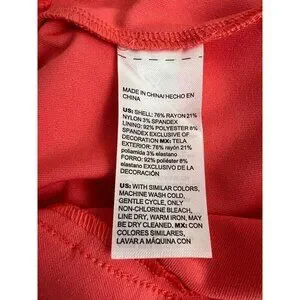 MADE IN CHINA/HECHO EN
CHINA
US: SHELL: 76% RAYON 21%
NYLON 3% SPANDEX
LINING: 92% POLYESTER 8%
SPANDEX EXCLUSIVE OF
DECORATION MX: TELA
EXTERIOR: 76% rayón 21%
poliamida 3% elastano
FORRO: 92% poliéster 8%
elastano EXCLUSIVO DE LA
DECORACIÓN
US: WITH SIMILAR COLORS,
MACHINE WASH COLD,
GENTLE CYCLE, ONLY
NON-CHLORINE BLEACH,
LINE DRY, WARM IRON, MAY
BE DRY CLEANED. MX: CON
COLORES SIMILARES,
LAVAR A MÁQUINA CON